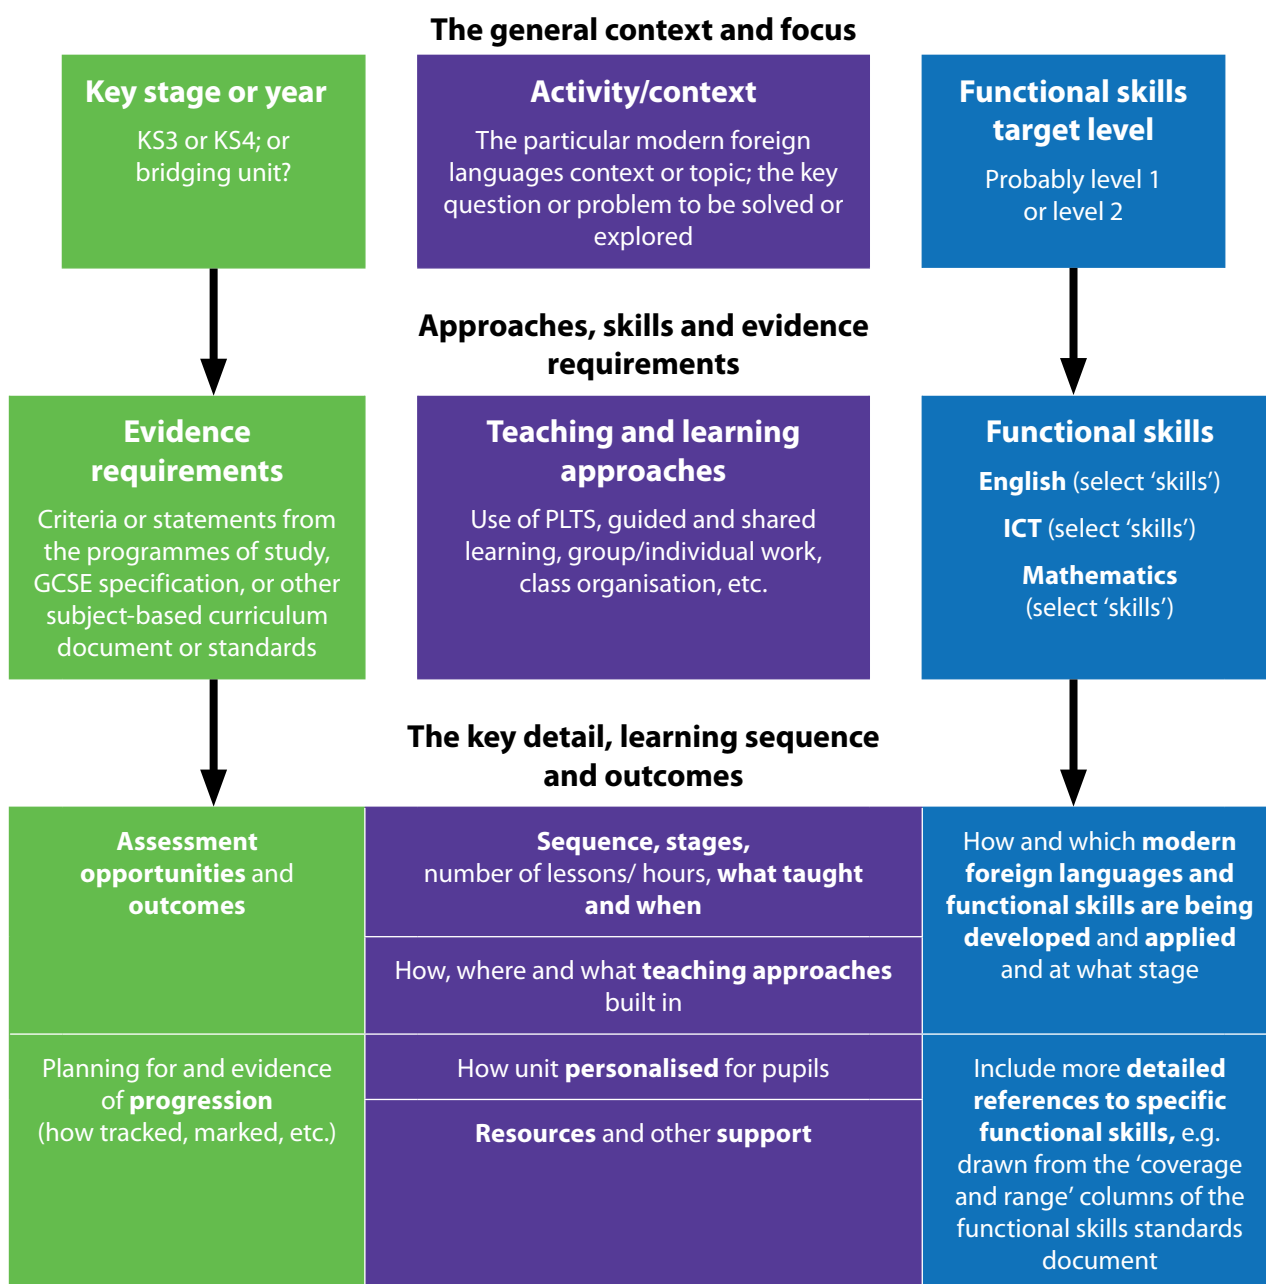 The general context and focus
Key stage or year
KS3 or KS4; or
bridging unit?
Activity/context
The particular modern foreign
languages context or topic; the key
question or problem to be solved or
explored
Functional skills
target level
Probably level 1
or level 2
Approaches, skills and evidence
requirements
Evidence
requirements
Criteria or statements from
the programmes of study,
GCSE specification, or other
subject-based curriculum
document or standards
Teaching and learning
approaches
Use of PLTS, guided and shared
learning, group/individual work,
class organisation, etc.
Functional skills
English (select ‘skills’)
ICT (select ‘skills’)
Mathematics
(select ‘skills’)
The key detail, learning sequence
and outcomes
Assessment
opportunities and
outcomes
Sequence, stages,
number of lessons/ hours, what taught
and when
How, where and what teaching approaches
built in
How and which modern
foreign languages and
functional skills are being
developed and applied
and at what stage
Planning for and evidence
of progression
(how tracked, marked, etc.)
How unit personalised for pupils
Resources and other support
Include more detailed
references to specific
functional skills, e.g.
drawn from the ‘coverage
and range’ columns of the
functional skills standards
document